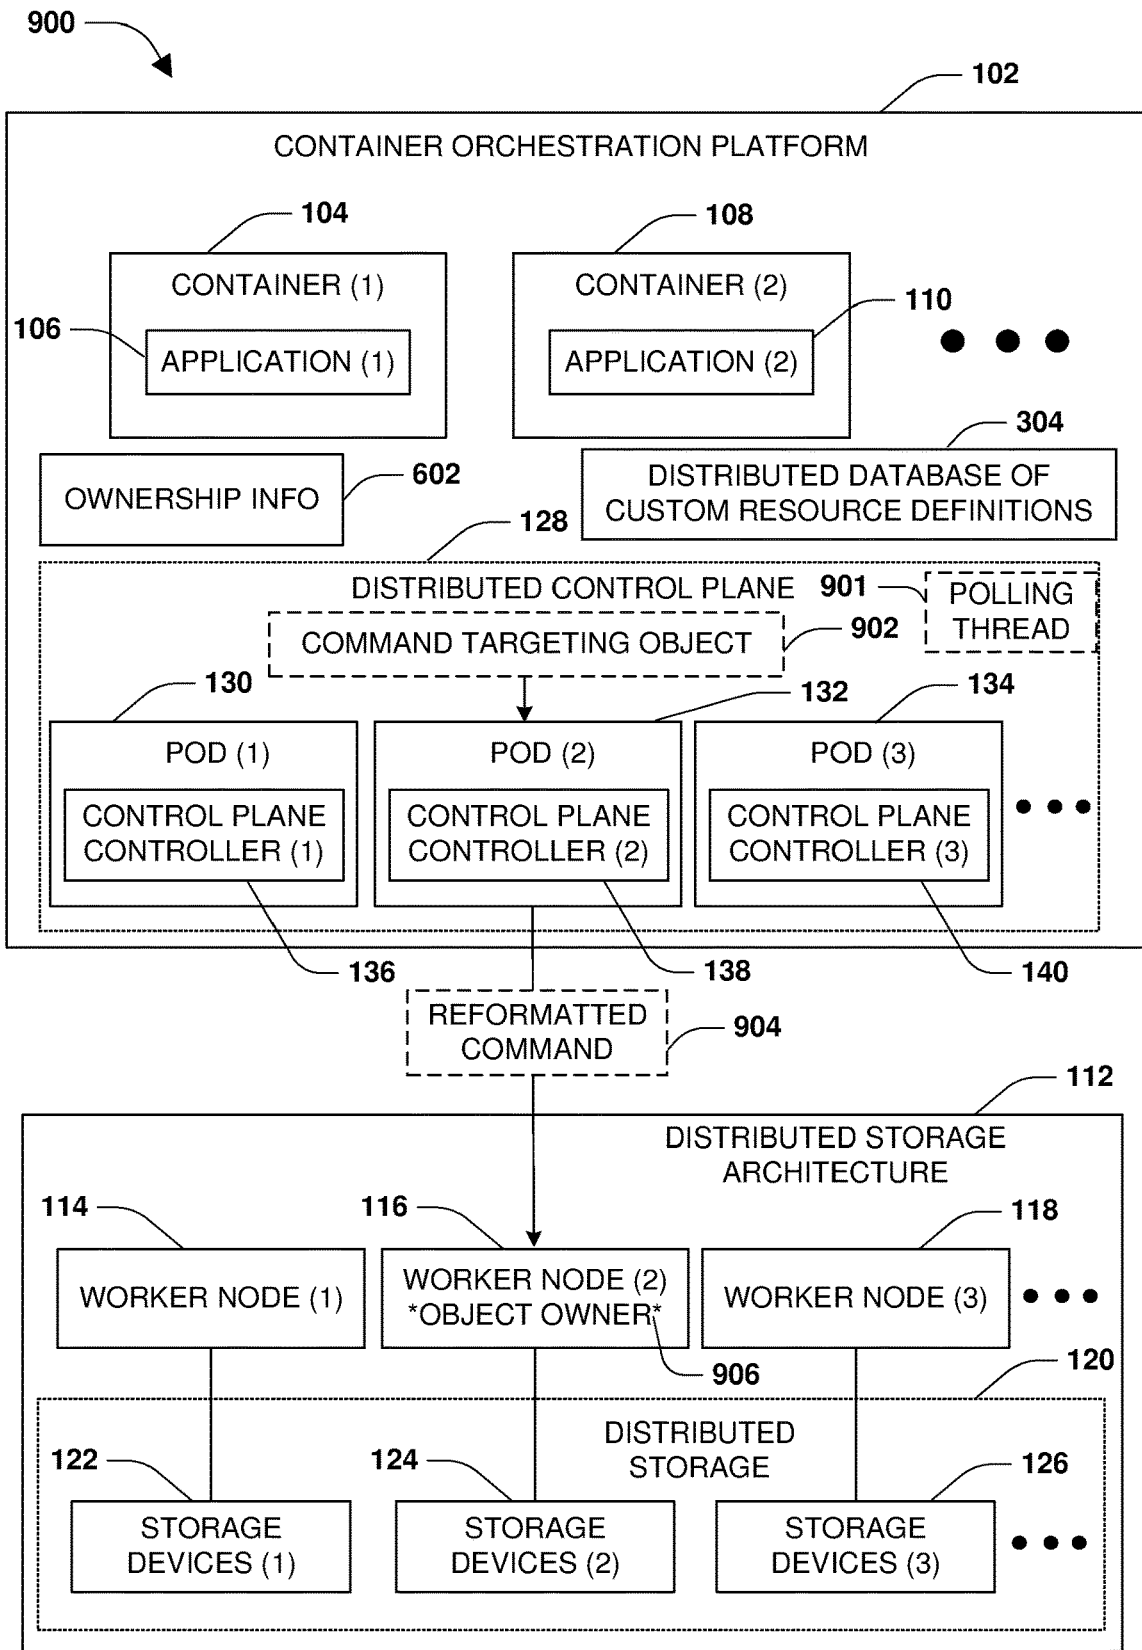 900
102
CONTAINER ORCHESTRATION PLATFORM
104
108
CONTAINER (1)
CONTAINER (2)
106
110
APPLICATION (1)
APPLICATION (2)
304
602
OWNERSHIP INFO
DISTRIBUTED DATABASE OF
CUSTOM RESOURCE DEFINITIONS
128
DISTRIBUTED CONTROL PLANE
901
POLLING
THREAD
COMMAND TARGETING OBJECT
902
130
132
134
POD (1)
POD (2)
POD (3)
CONTROL PLANE
CONTROLLER (1)
CONTROL PLANE
CONTROLLER (2)
CONTROL PLANE
CONTROLLER (3)
136
138
140
REFORMATTED
COMMAND
904
112
DISTRIBUTED STORAGE
ARCHITECTURE
114
116
118
WORKER NODE (1)
WORKER NODE (2)
*OBJECT OWNER*
WORKER NODE (3)
906
120
DISTRIBUTED
STORAGE
122
124
126
STORAGE
DEVICES (1)
STORAGE
DEVICES (2)
STORAGE
DEVICES (3)